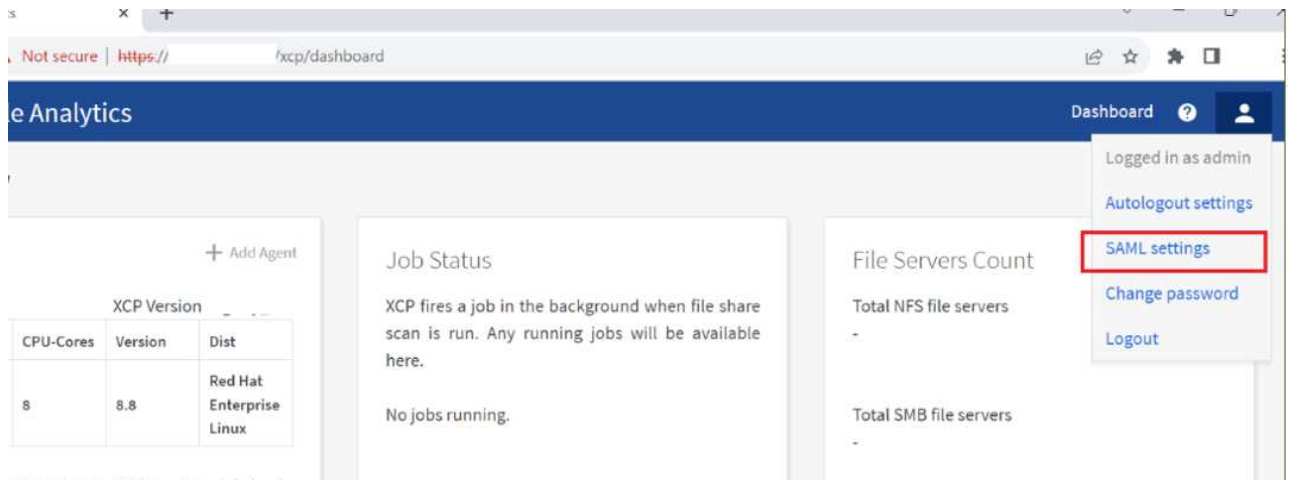 Not secure | https:// /xcp/dashboard
le Analytics
Dashboard
Logged in as admin
Autologout settings
SAML settings
Change password
Logout
+ Add Agent
XCP Version
CPU-Cores Version Dist
8 8.8 Red Hat
Enterprise
Linux
Job Status
XCP fires a job in the background when file share
scan is run. Any running jobs will be available
here.
No jobs running.
File Servers Count
Total NFS file servers
-
Total SMB file servers
-